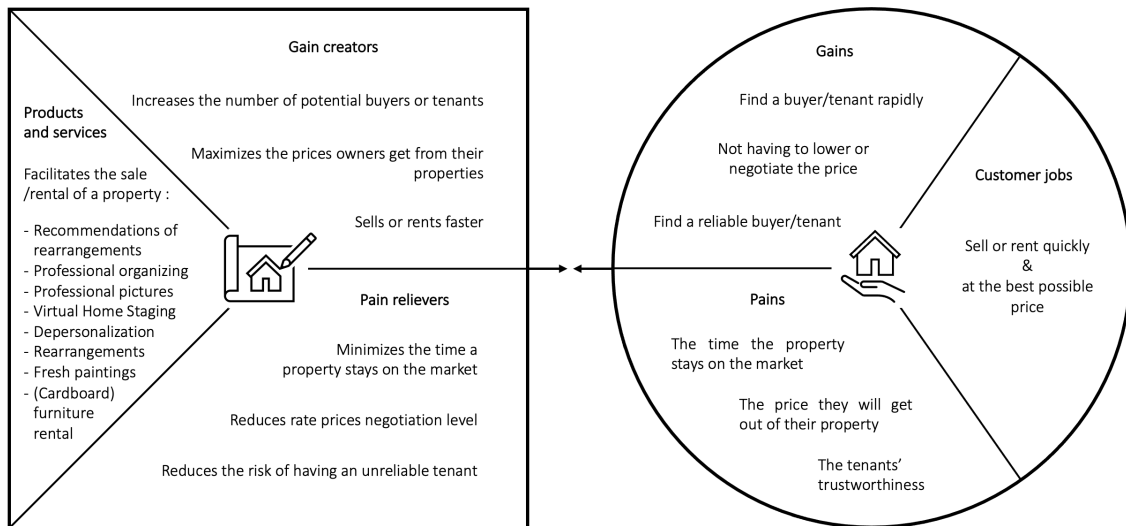 Gain creators
Increases the number of potential buyers or tenants
Maximizes the prices owners get from their
properties
Sells or rents faster
Products
and services
Facilitates the sale
/rental of a property :
- Recommendations of
rearrangements
- Professional organizing
- Professional pictures
- Virtual Home Staging
- Depersonalization
- Rearrangements
- Fresh paintings
- (Cardboard)
furniture
rental
Pain relievers
Minimizes the time a
property stays on the market
Reduces rate prices negotiation level
Reduces the risk of having an unreliable tenant
Gains
Find a buyer/tenant rapidly
Not having to lower or
negotiate the price
Find a reliable buyer/tenant
Customer jobs
Sell or rent quickly
&
at the best possible
price
Pains
The time the property
stays on the market
The price they will get
out of their property
The tenants’
trustworthiness